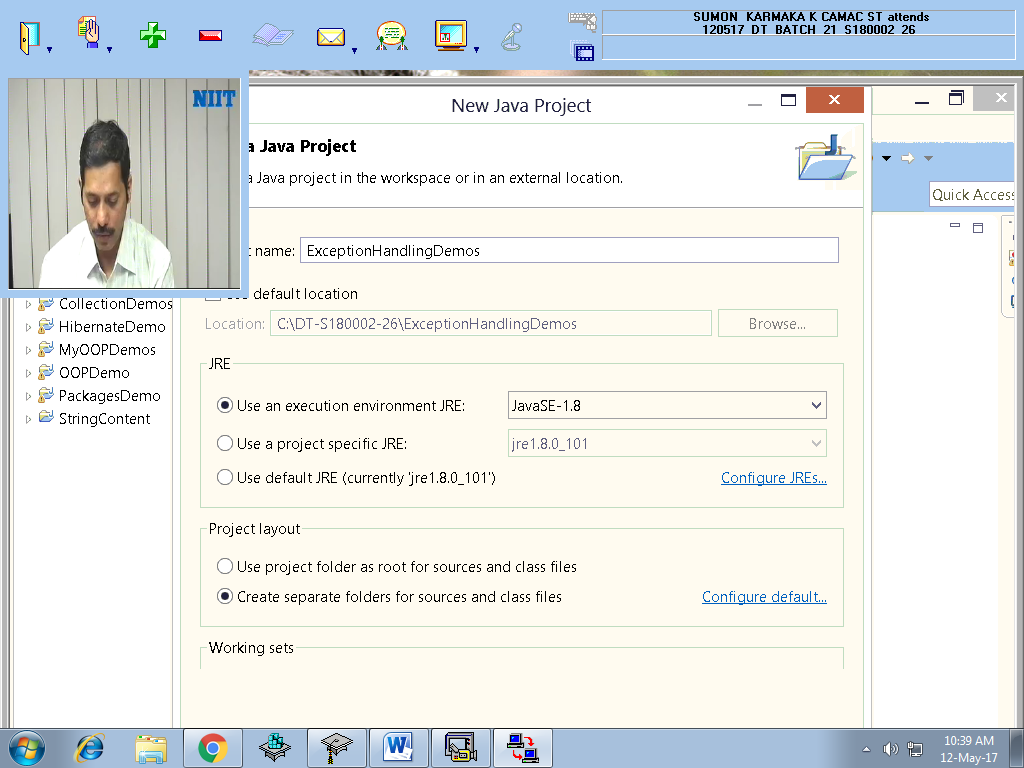 SUMON KARMAKA K CAMAC ST attends
120517 DT BATCH 21 S180002 26
NIIT
New Java Project
a Java Project
a Java project in the workspace or in an external location.
Quick Access
name:
ExceptionHandlingDemos
default location
Location:
C:\DT-S180002-26\ExceptionHandlingDemos
Browse...
CollectionDemos
HibernateDemo
MyOOPDemos
OOPDemo
PackagesDemo
StringContent
JRE
Use an execution environment JRE:
JavaSE-1.8
Use a project specific JRE:
jre1.8.0_101
Use default JRE (currently 'jre1.8.0_101')
Configure JREs...
Project layout
Use project folder as root for sources and class files
Create separate folders for sources and class files
Configure default...
Working sets
10:39 AM
12-May-17